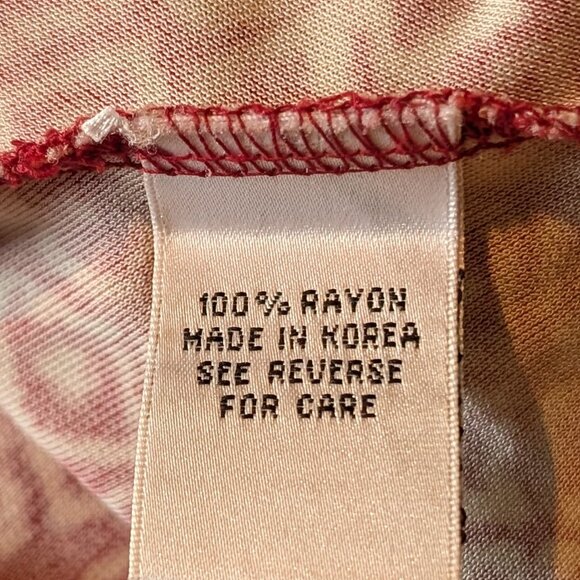 100% RAYON
MADE IN KOREA
SEE REVERSE
FOR CARE